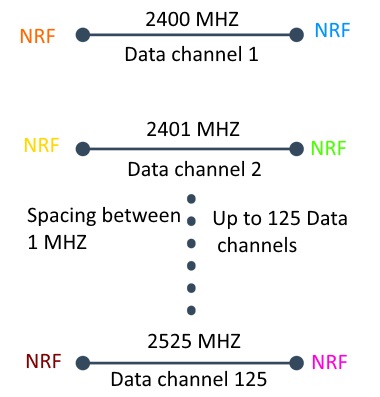 2400 MHZ
NRF NRF
Data channel 1
2401 MHZ
NRF NRF
Data channel 2
Spacing between
1 MHZ
Up to 125 Data
channels
2525 MHZ
NRF NRF
Data channel 125